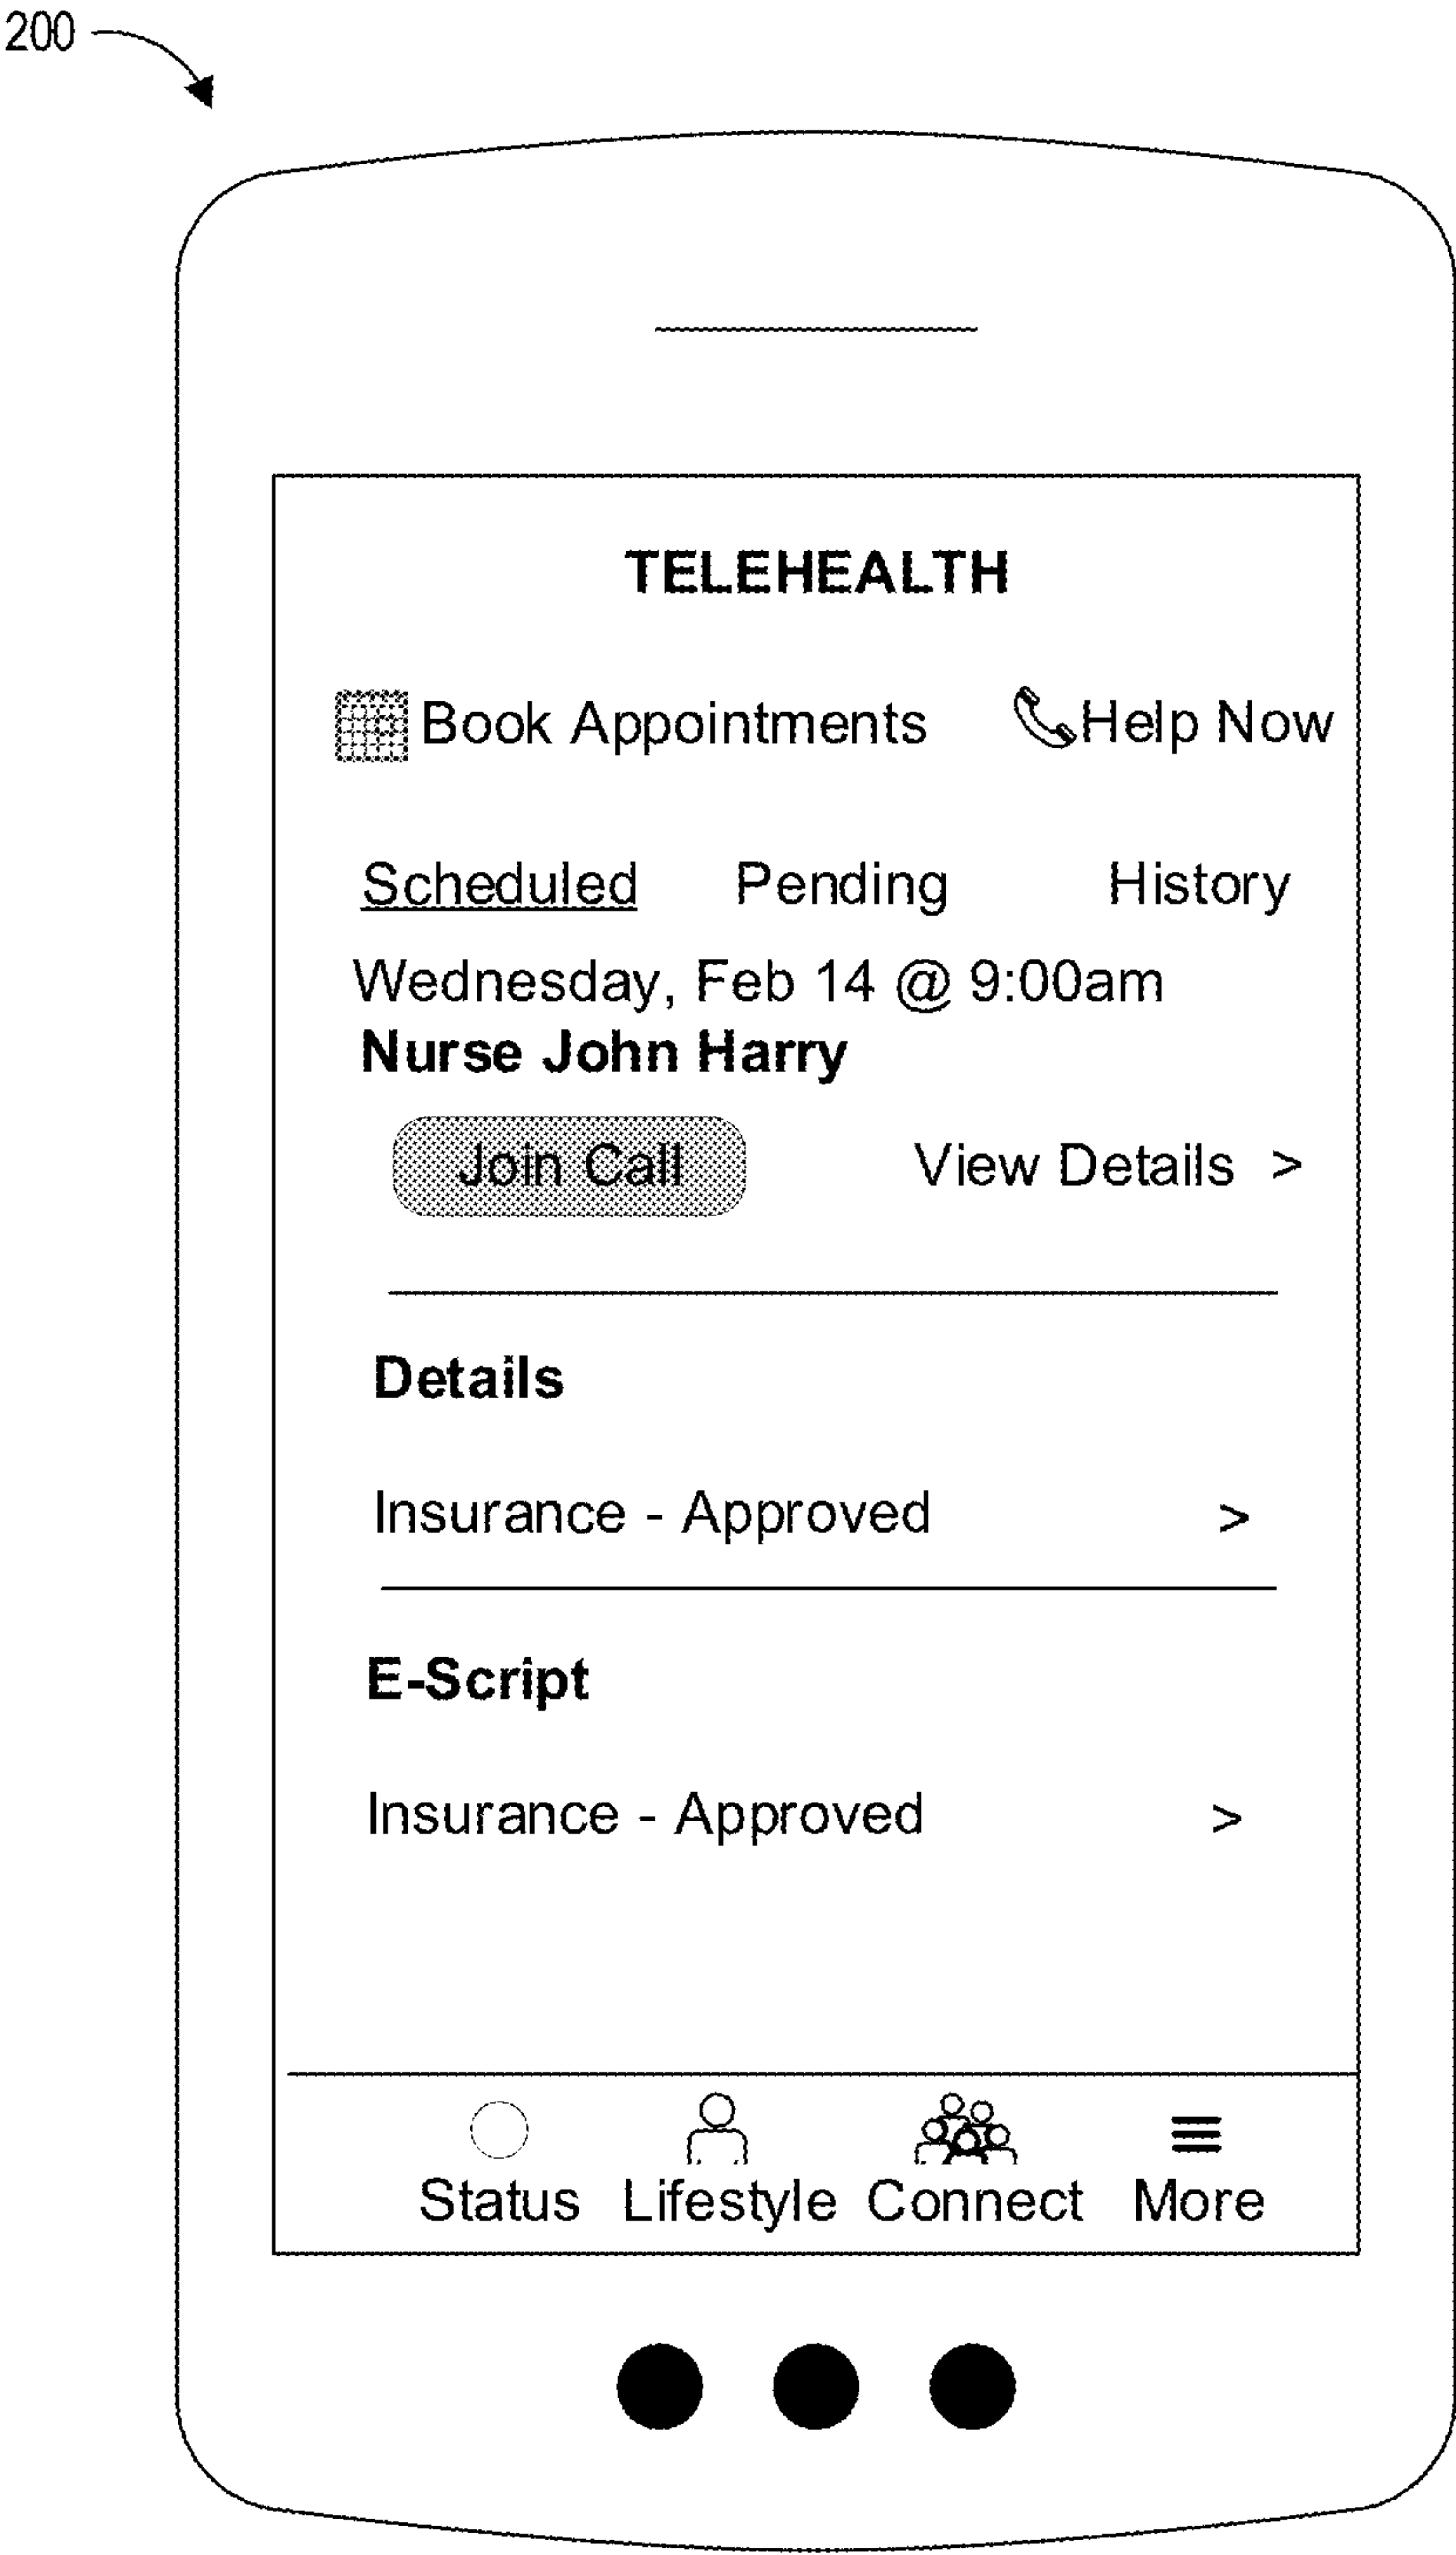 200
TELEHEALTH
Book Appointments Help Now
Scheduled Pending History
Wednesday, Feb 14 @ 9:00am
Nurse John Harry
Join Call View Details >
Details
Insurance - Approved >
E-Script
Insurance - Approved >
Status Lifestyle Connect More